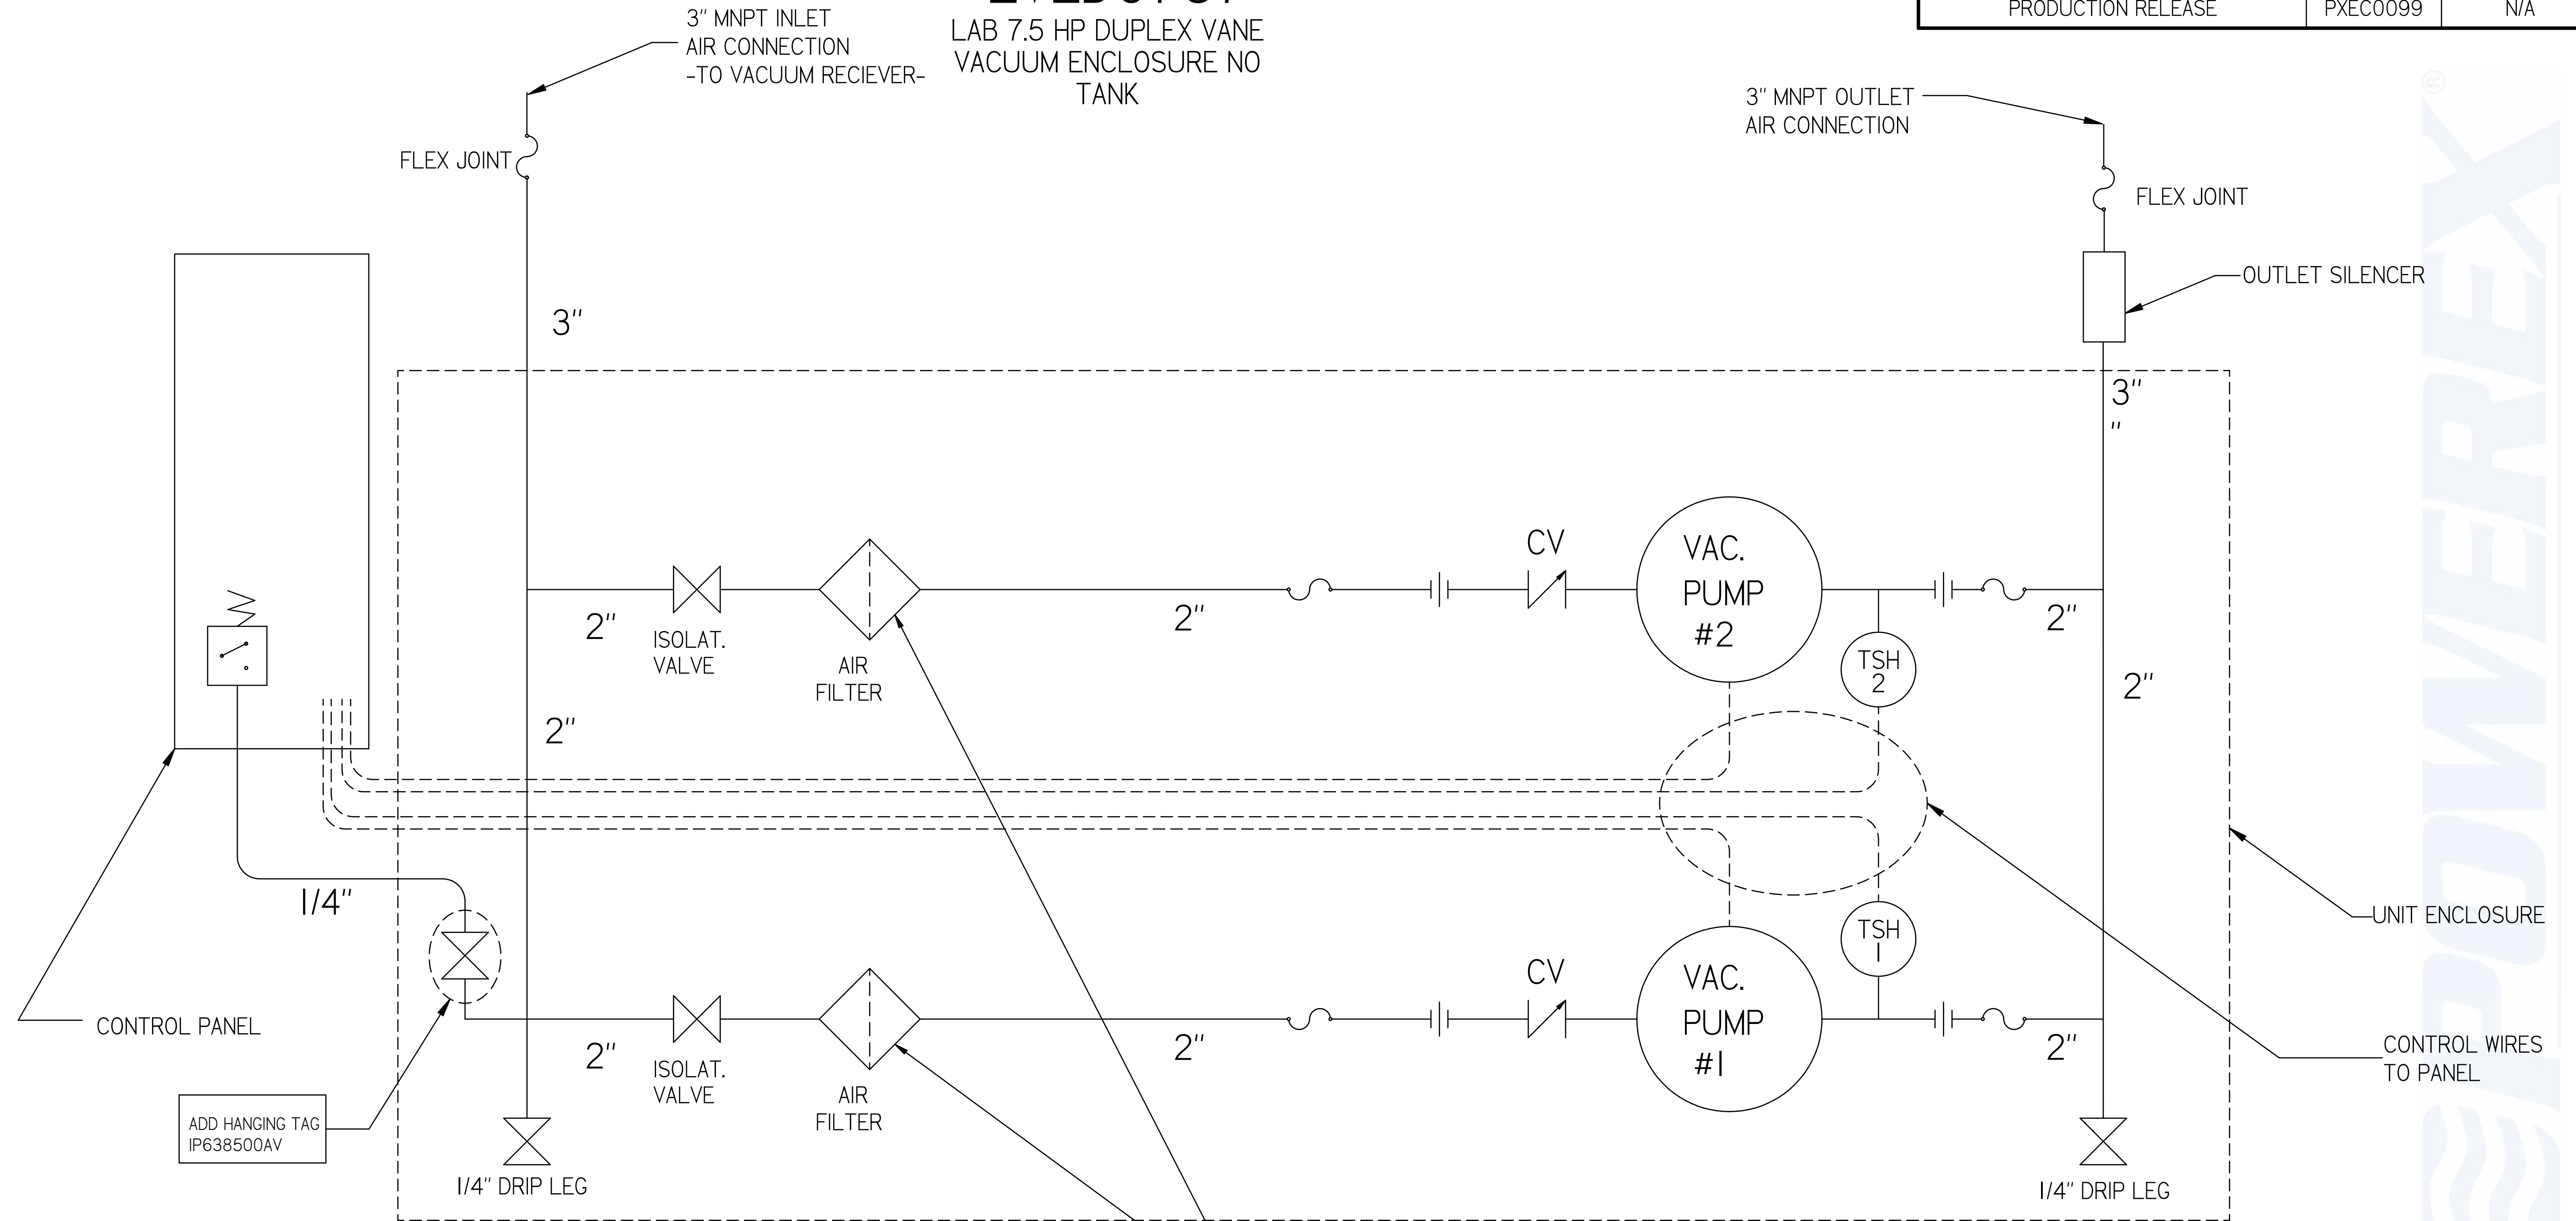 3" MNPT INLET
AIR CONNECTION
-TO VACUUM RECIEVER-
LAB 7.5 HP DUPLEX VANE
VACUUM ENCLOSURE NO
TANK
PRODUCTION RELEASE PXEC0099 N/A
3" MNPT OUTLET
AIR CONNECTION
FLEX JOINT
FLEX JOINT
OUTLET SILENCER
3"
3"
"
CV
VAC.
PUMP
#2
2"
ISOLAT.
VALVE
AIR
FILTER
2"
TSH
2
2"
2"
2"
1/4"
UNIT ENCLOSURE
CONTROL PANEL
CV
VAC.
PUMP
#1
TSH
1
2"
ISOLAT.
VALVE
AIR
FILTER
2"
2"
CONTROL WIRES
TO PANEL
ADD HANGING TAG
IP638500AV
1/4" DRIP LEG
1/4" DRIP LEG
POWEREX®